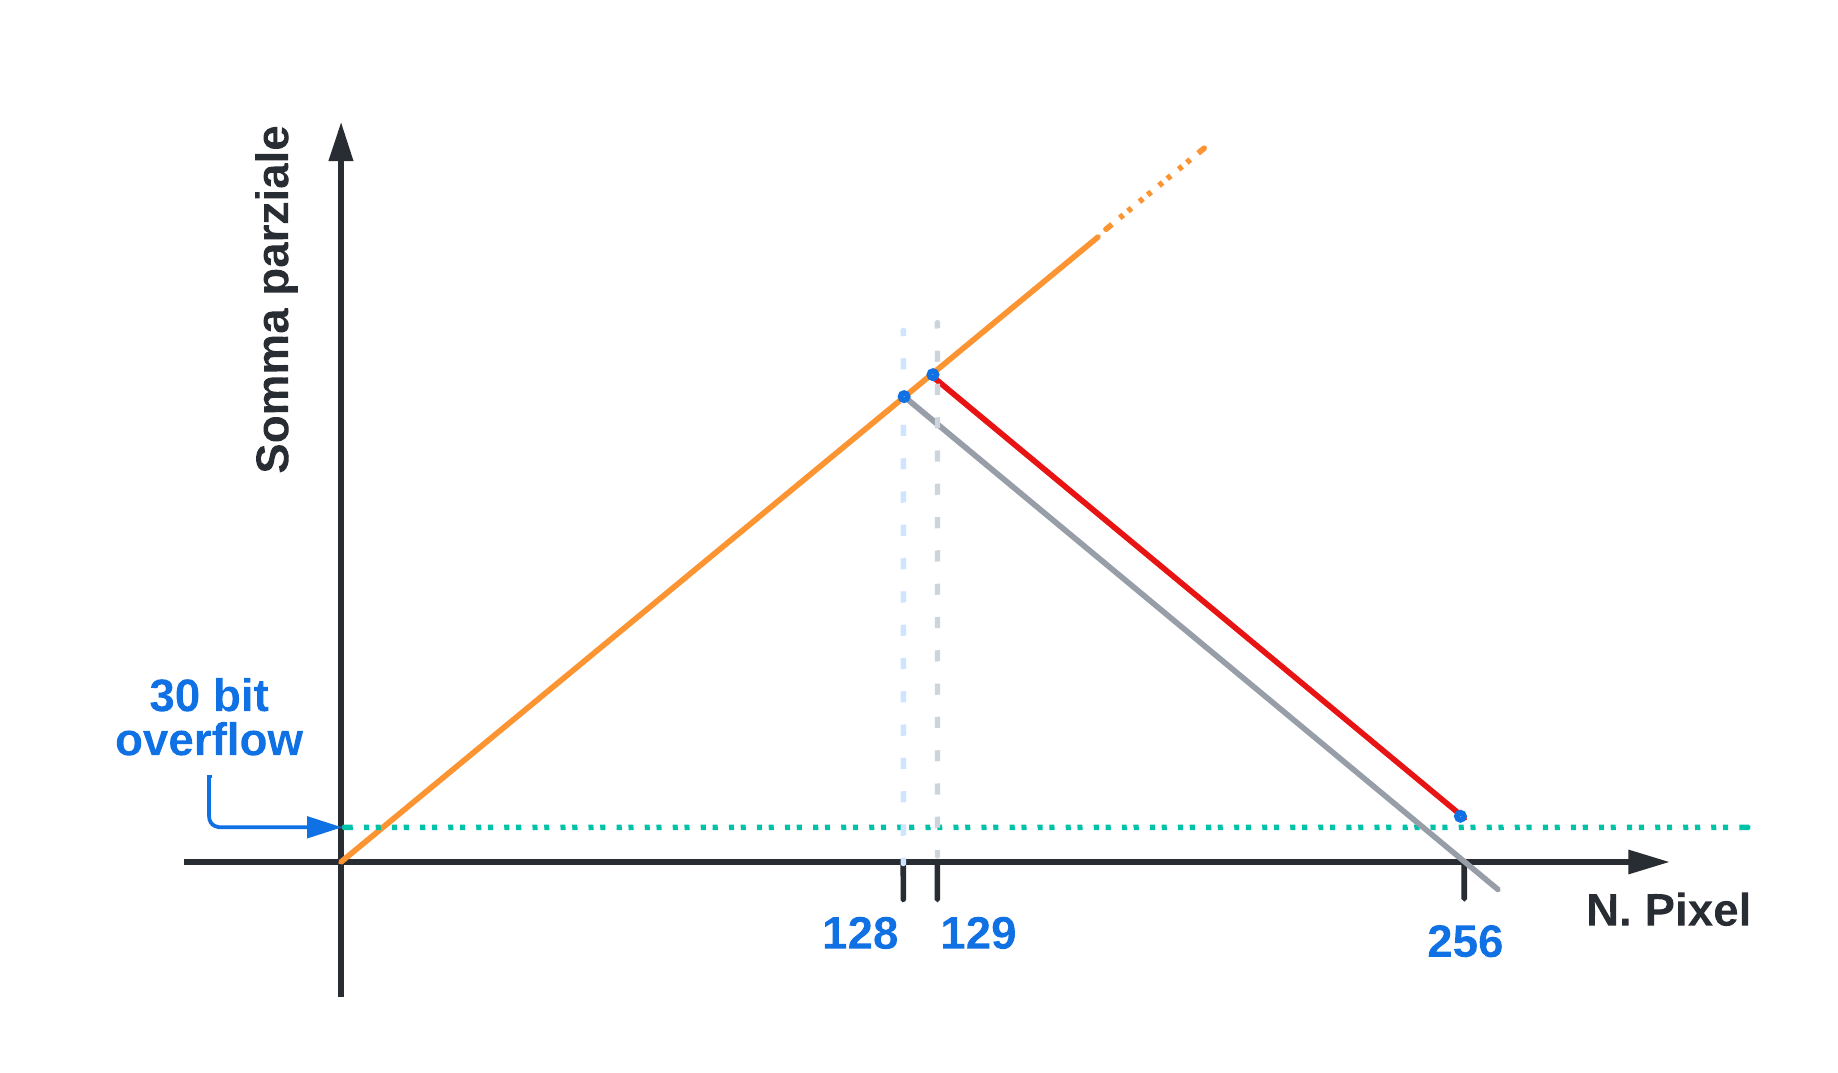 Somma parziale
30 bit
overflow
128
129
256
N. Pixel